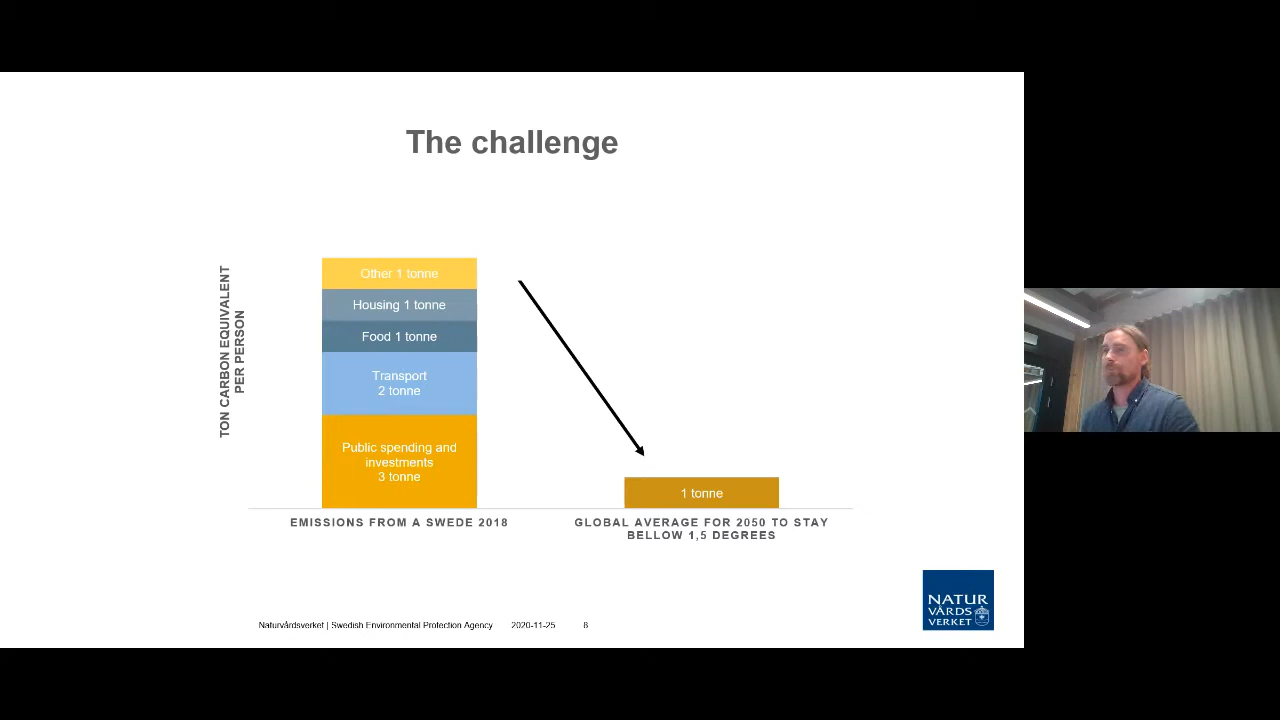 The challenge
TON CARBON EQUIVALENT
PER PERSON
Other 1 tonne
Housing 1 tonne
Food 1 tonne
Transport
2 tonne
Public spending and
investments
3 tonne
1 tonne
EMISSIONS FROM A SWEDE 2018
GLOBAL AVERAGE FOR 2050 TO STAY
BELLOW 1,5 DEGREES
NATUR
VÅRDS
VERKET
Naturvårdsverket | Swedish Environmental Protection Agency 2020-11-25 8